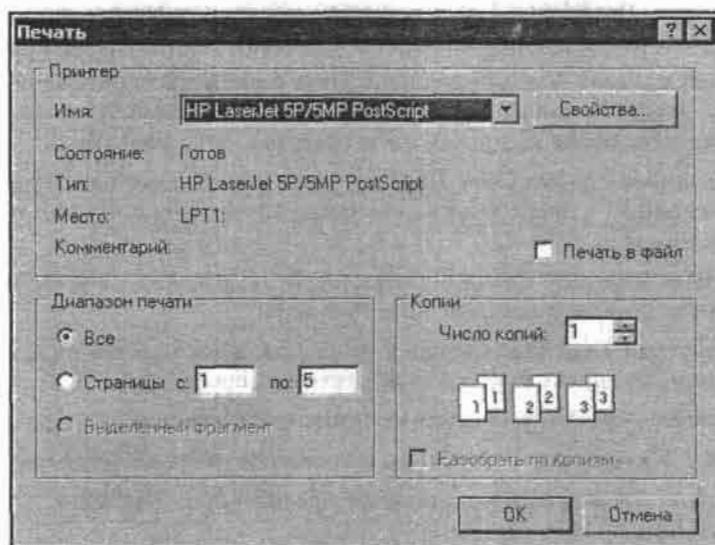 Печать
Принтер
Имя: HP LaserJet 5P/5MP PostScript Свойства...
Состояние: Готов
Тип: HP LaserJet 5P/5MP PostScript
Место: LPT1:
Комментарий:
Печать в файл
Диапазон печати
Все
Страницы с: 1 по: 5
Выделенный фрагмент
Копии
Число копий: 1
1 1 2 2 3 3
Разобрать по копиям
OK Отмена